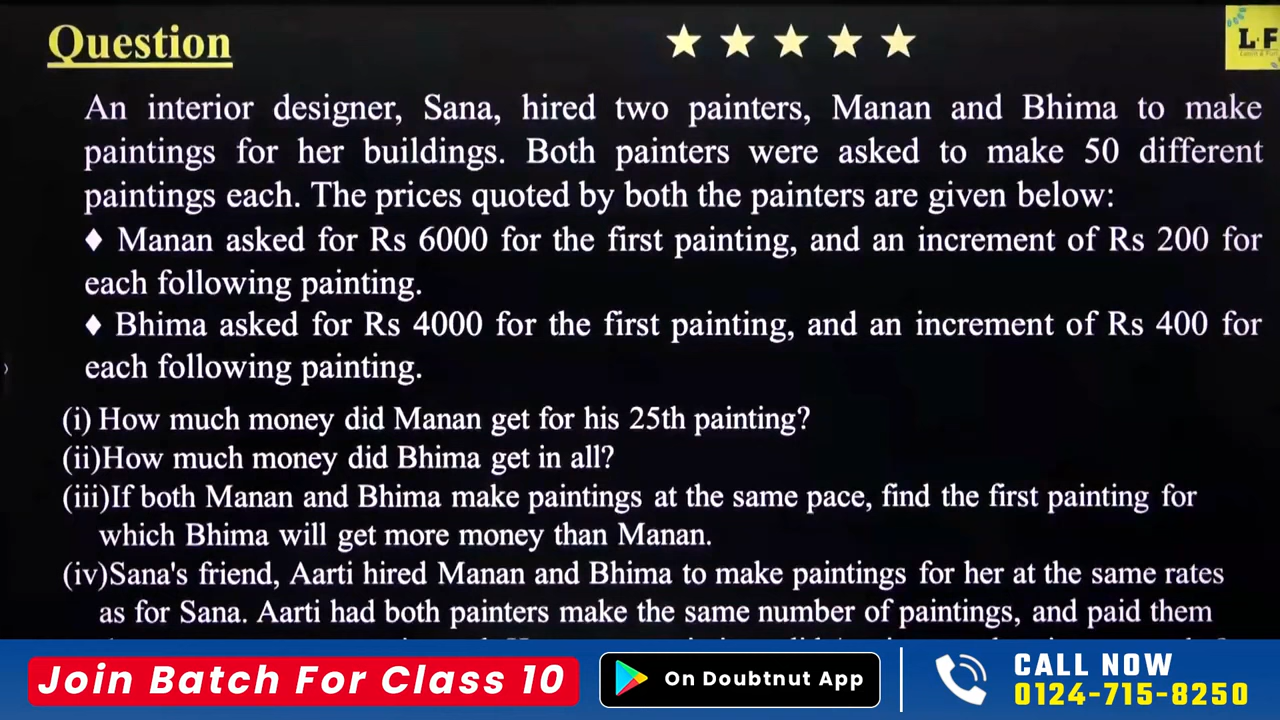 Question
L F
An interior designer, Sana, hired two painters, Manan and Bhima to make
paintings for her buildings. Both painters were asked to make 50 different
paintings each. The prices quoted by both the painters are given below:
♦ Manan asked for Rs 6000 for the first painting, and an increment of Rs 200 for
each following painting.
♦ Bhima asked for Rs 4000 for the first painting, and an increment of Rs 400 for
each following painting.
(i) How much money did Manan get for his 25th painting?
(ii)How much money did Bhima get in all?
(iii)If both Manan and Bhima make paintings at the same pace, find the first painting for
which Bhima will get more money than Manan.
(iv)Sana's friend, Aarti hired Manan and Bhima to make paintings for her at the same rates
as for Sana. Aarti had both painters make the same number of paintings, and paid them
Join Batch For Class 10
On Doubtnut App
CALL NOW
0124-715-8250